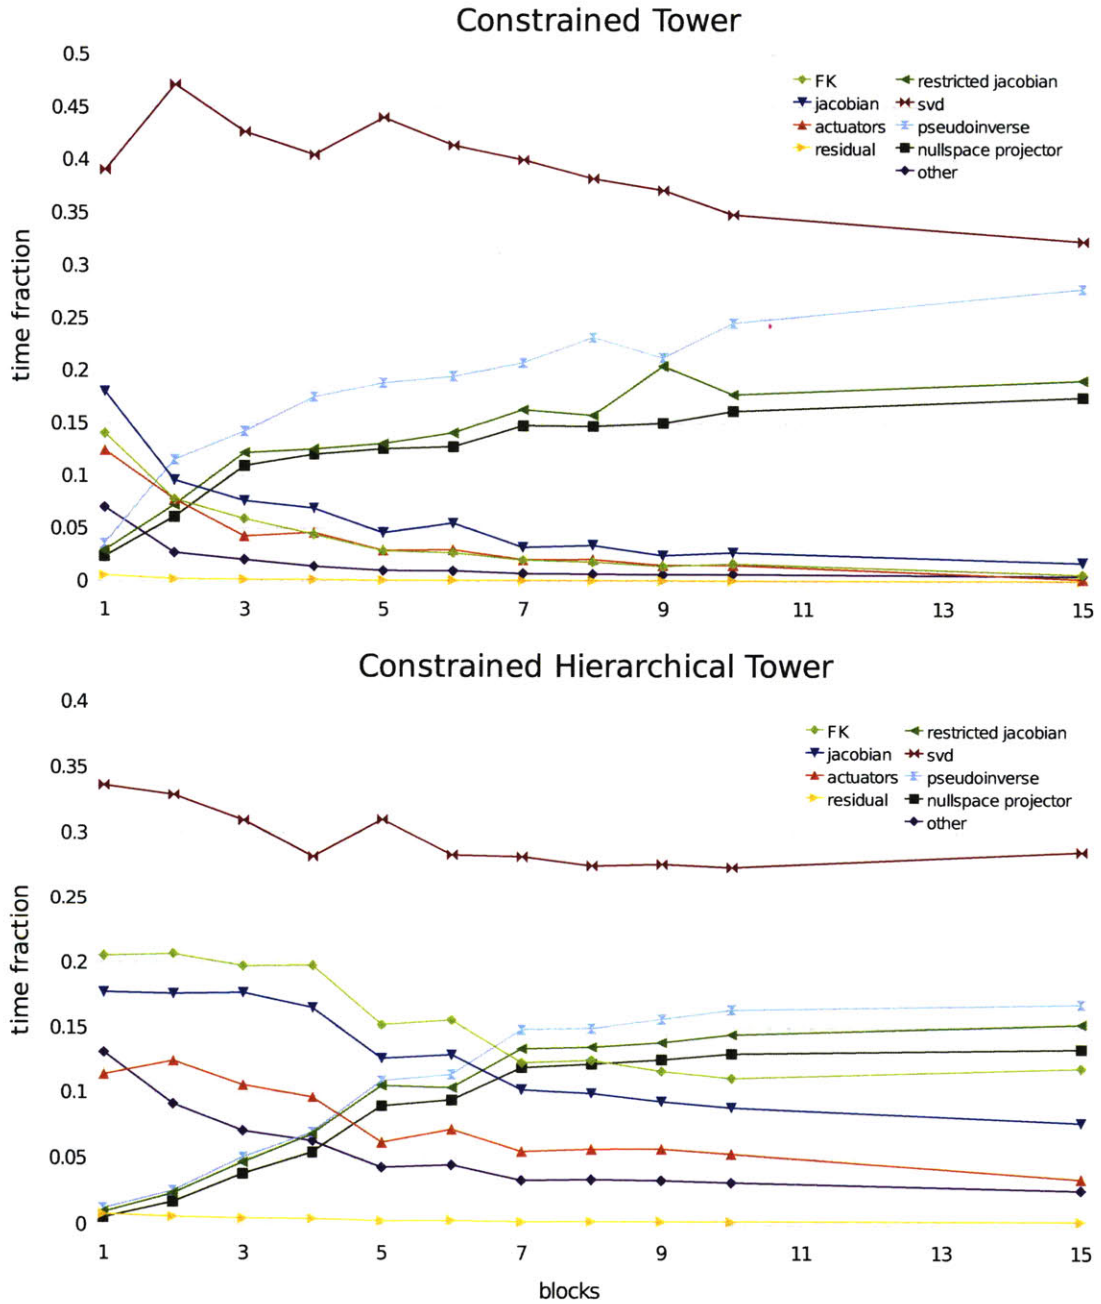 Constrained Tower
0.5
0.45
0.4
0.35
0.3
0.25
0.2
0.15
0.1
0.05
0
time fraction
FK restricted jacobian
jacobian svd
actuators pseudoinverse
residual nullspace projector
other
1 3 5 7 9 11 13 15
Constrained Hierarchical Tower
0.4
0.35
0.3
0.25
0.2
0.15
0.1
0.05
0
time fraction
FK restricted jacobian
jacobian svd
actuators pseudoinverse
residual nullspace projector
other
1 3 5 7 9 11 13 15
blocks